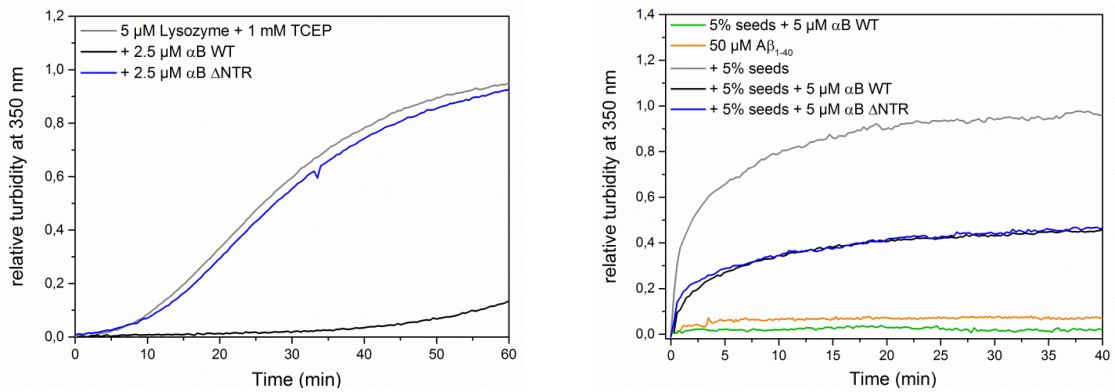 1,2
1,0
0,8
0,6
0,4
0,2
0,0
relative turbidity at 350 nm
5 µM Lysozyme + 1 mM TCEP
+ 2.5 µM αB WT
+ 2.5 µM αB ΔNTR
0
10
20
30
40
50
60
Time (min)
1,4
1,2
1,0
0,8
0,6
0,4
0,2
0,0
relative turbidity at 350 nm
5% seeds + 5 µM αB WT
50 µM Aβ1-40
+ 5% seeds
+ 5% seeds + 5 µM αB WT
+ 5% seeds + 5 µM αB ΔNTR
0
5
10
15
20
25
30
35
40
Time (min)